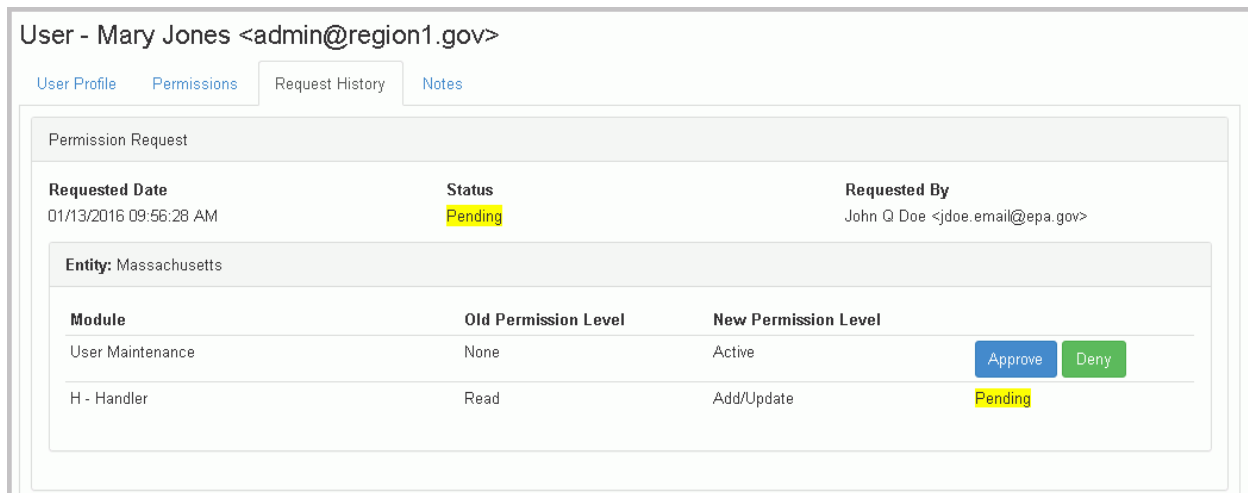 User - Mary Jones <admin@region1.gov>
User Profile Permissions Request History Notes
Permission Request
Requested Date Status Requested By
01/13/2016 09:56:28 AM Pending John Q Doe <jdoe.email@epa.gov>
Entity: Massachusetts
Module Old Permission Level New Permission Level
User Maintenance None Active Approve Deny
H - Handler Read Add/Update Pending